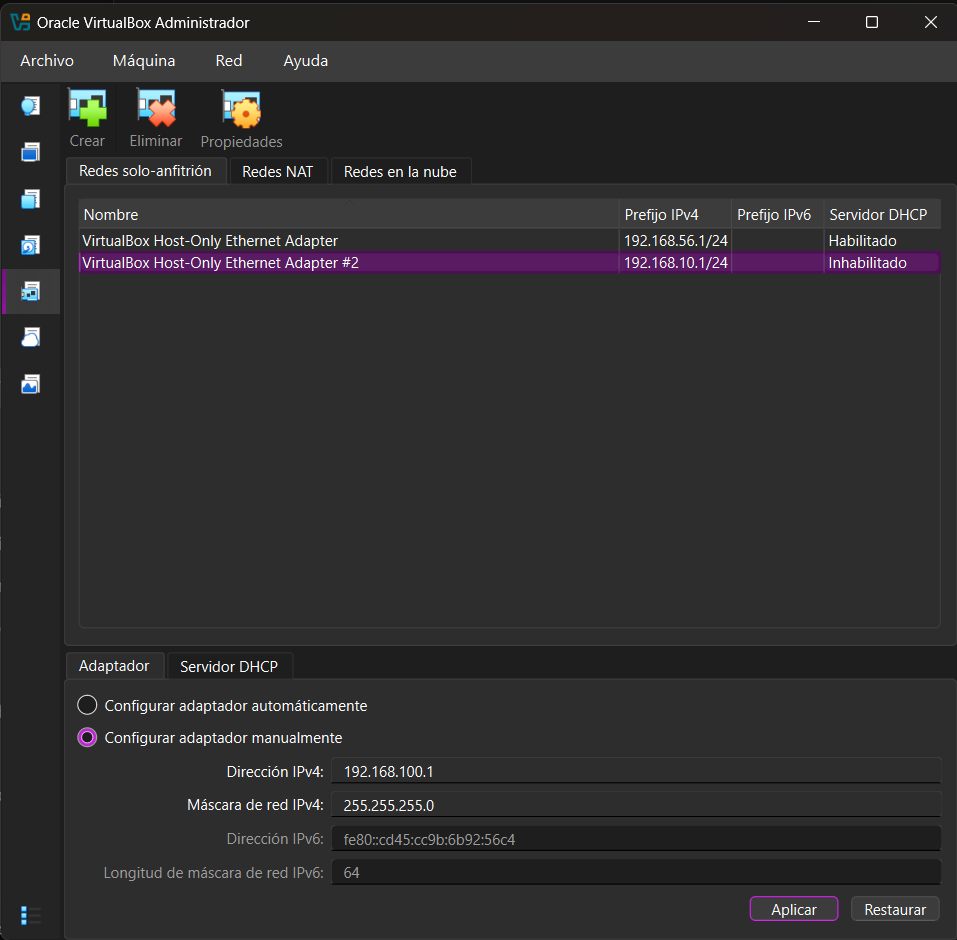 Oracle VirtualBox Administrador
Archivo Máquina Red Ayuda
Crear Eliminar Propiedades
Redes solo-anfitrión Redes NAT Redes en la nube
Nombre Prefijo IPv4 Prefijo IPv6 Servidor DHCP
VirtualBox Host-Only Ethernet Adapter 192.168.56.1/24 Habilitado
VirtualBox Host-Only Ethernet Adapter #2 192.168.10.1/24 Inhabilitado
Adaptador Servidor DHCP
Configurar adaptador automáticamente
Configurar adaptador manualmente
Dirección IPv4: 192.168.100.1
Máscara de red IPv4: 255.255.255.0
Dirección IPv6: fe80::cd45:cc9b:6b92:56c4
Longitud de máscara de red IPv6: 64
Aplicar Restaurar